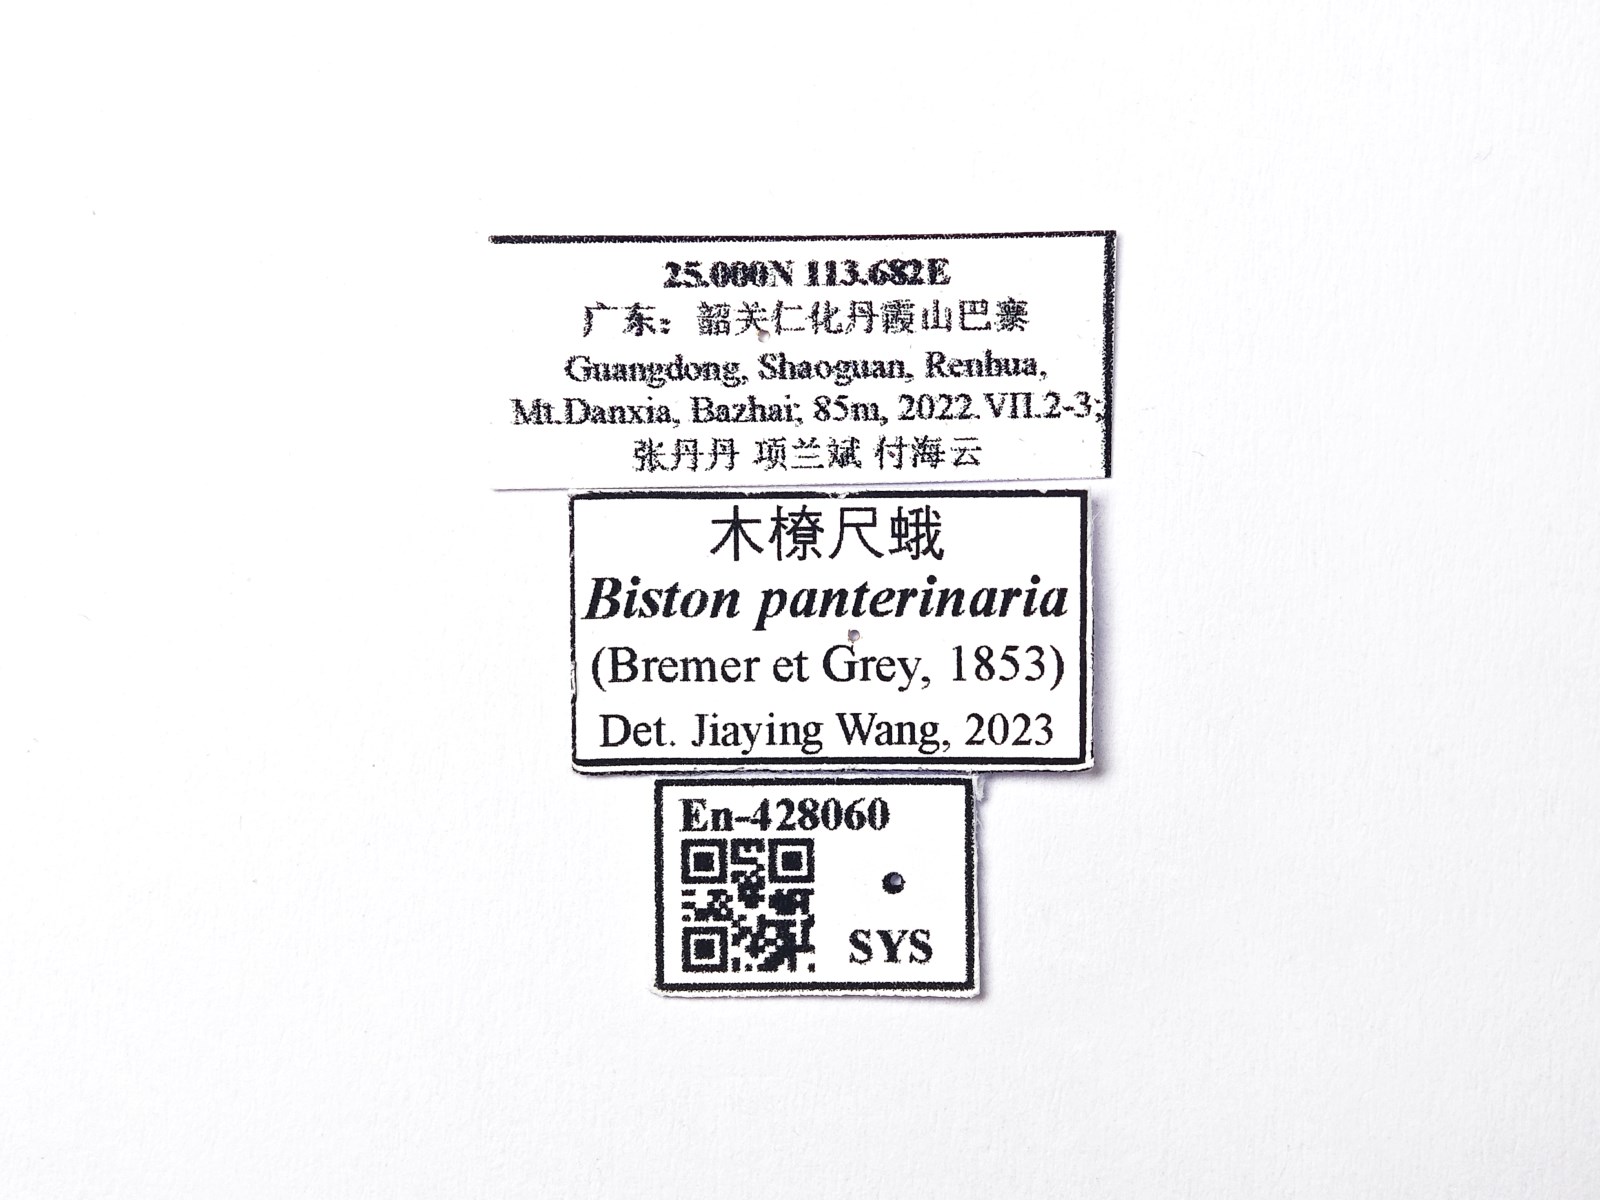 25.000N 113.682E
广东：韶关仁化丹霞山巴寨
Guangdong, Shaoguan, Renhua,
Mt.Danxia, Bazhai; 85m, 2022.VII.2-3;
张丹丹 项兰斌 付海云
木橑尺蛾
Biston panterinaria
(Bremer et Grey, 1853)
Det. Jiaying Wang, 2023
En-428060
SYS